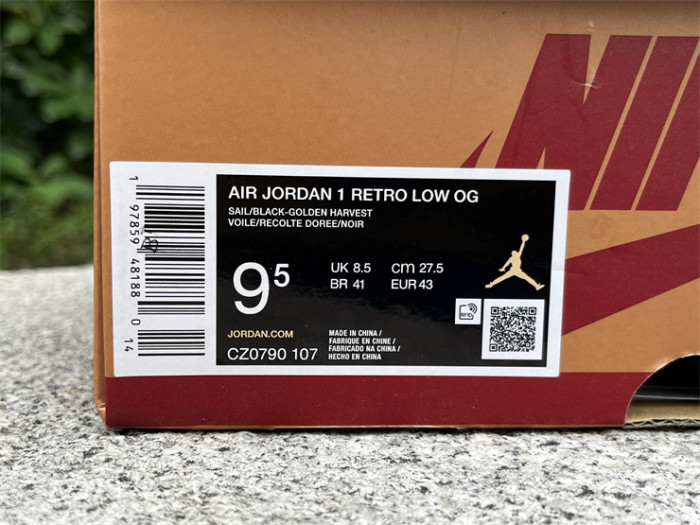 NIK
AIR JORDAN 1 RETRO LOW OG
SAIL/BLACK-GOLDEN HARVEST
VOILE/RECOLTE DOREE/NOIR
9.5
UK 8.5 cm 27.5
BR 41 EUR 43
RFID
JORDAN.COM
CZ0790 107
MADE IN CHINA /
FABRIQUE EN CHINE /
FABRICADO NA CHINA /
HECHO EN CHINA
1 97859 48188 0 14